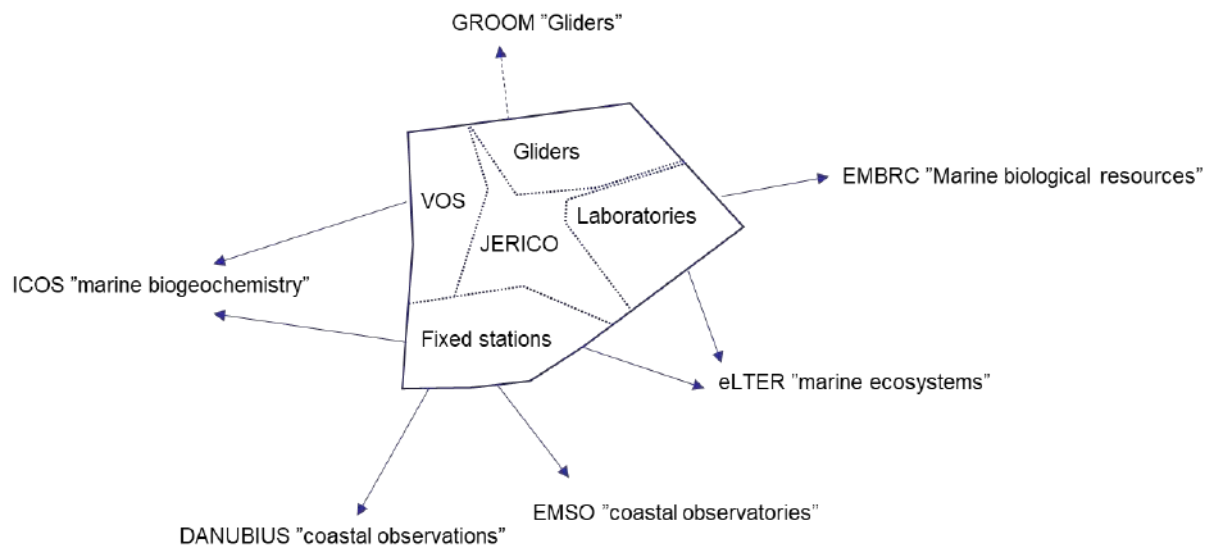 GROOM ”Gliders”
Gliders
EMBRC ”Marine biological resources”
VOS
Laboratories
JERICO
ICOS ”marine biogeochemistry”
Fixed stations
eLTER ”marine ecosystems”
EMSO ”coastal observatories”
DANUBIUS ”coastal observations”